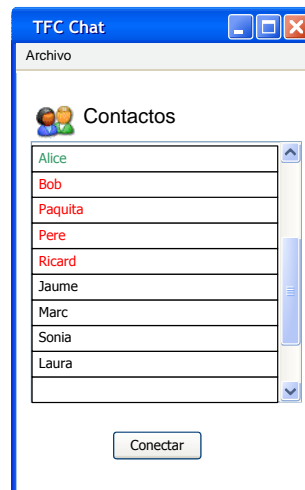 TFC Chat
Archivo
Contactos
Alice
Bob
Paquita
Pere
Ricard
Jaume
Marc
Sonia
Laura
Conectar